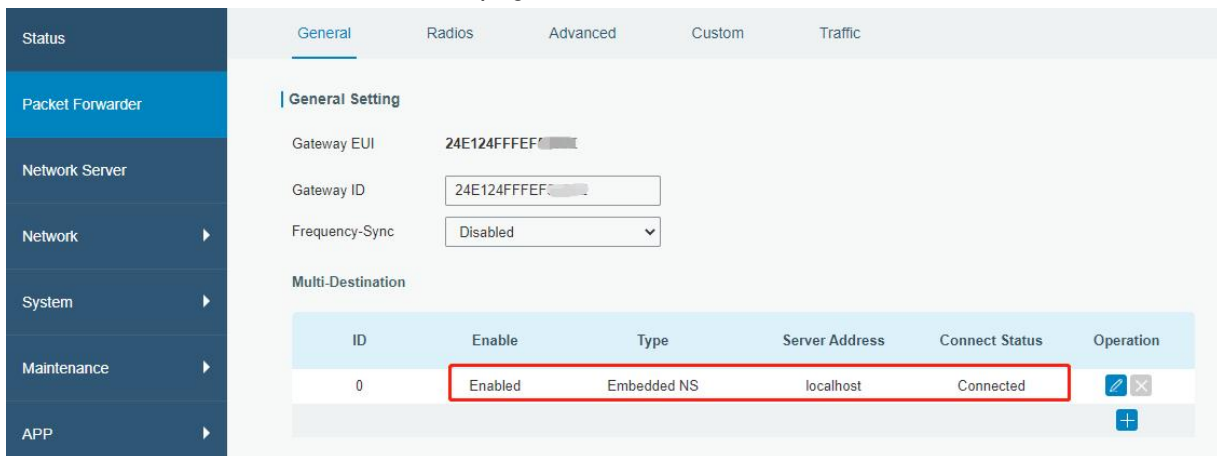 Status
General Radios Advanced Custom Traffic
Packet Forwarder
General Setting
Gateway EUI 24E124FFFEF
Network Server
Gateway ID 24E124FFFEF
Network
Frequency-Sync Disabled
Multi-Destination
System
ID Enable Type Server Address Connect Status Operation
Maintenance
0 Enabled Embedded NS localhost Connected
APP